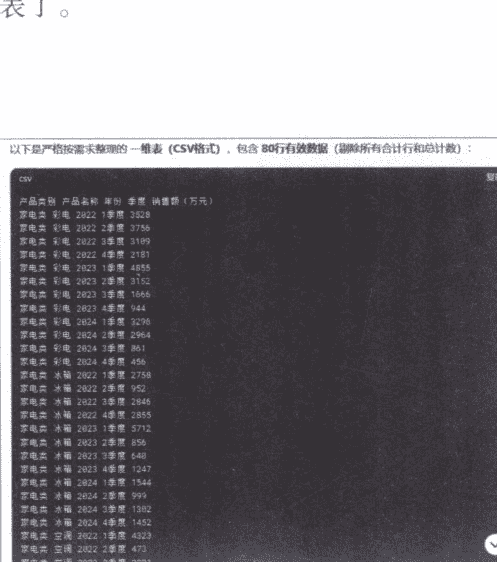 表了。
以下是严格按需求整理的一维表（CSV格式），包含 80行有效数据（剔除所有合计行和总计数）：
csv
产品类别 产品名称 年份 季度 销售额（万元）
家电类 彩电 2022 1季度 3528
家电类 彩电 2022 2季度 3756
家电类 彩电 2022 3季度 3109
家电类 彩电 2022 4季度 2181
家电类 彩电 2023 1季度 4855
家电类 彩电 2023 2季度 3152
家电类 彩电 2023 3季度 1666
家电类 彩电 2023 4季度 944
家电类 彩电 2024 1季度 3296
家电类 彩电 2024 2季度 2964
家电类 彩电 2024 3季度 861
家电类 彩电 2024 4季度 456
家电类 冰箱 2022 1季度 2758
家电类 冰箱 2022 2季度 952
家电类 冰箱 2022 3季度 2846
家电类 冰箱 2022 4季度 2855
家电类 冰箱 2023 1季度 5712
家电类 冰箱 2023 2季度 856
家电类 冰箱 2023 3季度 648
家电类 冰箱 2023 4季度 1247
家电类 冰箱 2024 1季度 1544
家电类 冰箱 2024 2季度 999
家电类 冰箱 2024 3季度 1302
家电类 冰箱 2024 4季度 1452
家电类 空调 2022 1季度 4323
家电类 空调 2022 2季度 473